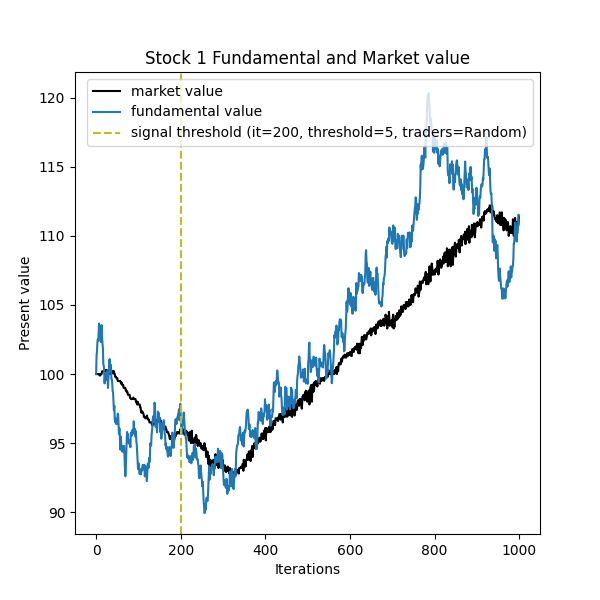 Stock 1 Fundamental and Market value
market value
fundamental value
signal threshold (it=200, threshold=5, traders=Random)
120
115
110
105
100
95
90
Present value
0 200 400 600 800 1000
Iterations